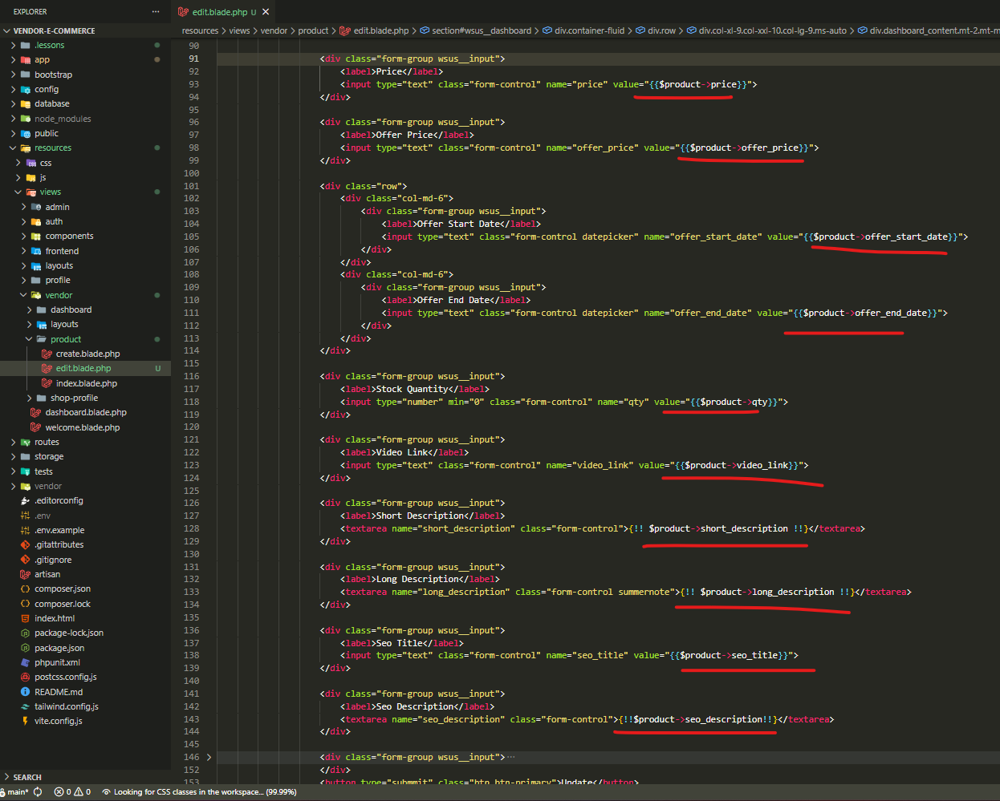 EXPLORER ...
edit.blade.php U
VENDOR-E-COMMERCE
resources > views > vendor > product > edit.blade.php > section#wsus__dashboard > div.container-fluid > div.row > div.col-xl-9.col-xxl-10.col-lg-9.ms-auto > div.dashboard_content.mt-2.mt-m
.lessons
app
bootstrap
config
database
node_modules
public
resources
css
js
views
admin
auth
components
frontend
layouts
profile
vendor
dashboard
layouts
product
create.blade.php
edit.blade.php U
index.blade.php
shop-profile
dashboard.blade.php
welcome.blade.php
routes
storage
tests
vendor
.editorconfig
.env
.env.example
.gitattributes
.gitignore
artisan
composer.json
composer.lock
index.html
package-lock.json
package.json
phpunit.xml
postcss.config.js
README.md
tailwind.config.js
vite.config.js
SEARCH
90
91 <div class="form-group wsus__input">
92 <label>Price</label>
93 <input type="text" class="form-control" name="price" value="{{$product->price}}">
94 </div>
95
96 <div class="form-group wsus__input">
97 <label>Offer Price</label>
98 <input type="text" class="form-control" name="offer_price" value="{{$product->offer_price}}">
99 </div>
100
101 <div class="row">
102 <div class="col-md-6">
103 <div class="form-group wsus__input">
104 <label>Offer Start Date</label>
105 <input type="text" class="form-control datepicker" name="offer_start_date" value="{{$product->offer_start_date}}">
106 </div>
107 </div>
108 <div class="col-md-6">
109 <div class="form-group wsus__input">
110 <label>Offer End Date</label>
111 <input type="text" class="form-control datepicker" name="offer_end_date" value="{{$product->offer_end_date}}">
112 </div>
113 </div>
114 </div>
115
116 <div class="form-group wsus__input">
117 <label>Stock Quantity</label>
118 <input type="number" min="0" class="form-control" name="qty" value="{{$product->qty}}">
119 </div>
120
121 <div class="form-group wsus__input">
122 <label>Video Link</label>
123 <input type="text" class="form-control" name="video_link" value="{{$product->video_link}}">
124 </div>
125
126 <div class="form-group wsus__input">
127 <label>Short Description</label>
128 <textarea name="short_description" class="form-control">{!! $product->short_description !!}</textarea>
129 </div>
130
131 <div class="form-group wsus__input">
132 <label>Long Description</label>
133 <textarea name="long_description" class="form-control summernote">{!! $product->long_description !!}</textarea>
134 </div>
135
136 <div class="form-group wsus__input">
137 <label>Seo Title</label>
138 <input type="text" class="form-control" name="seo_title" value="{{$product->seo_title}}">
139 </div>
140
141 <div class="form-group wsus__input">
142 <label>Seo Description</label>
143 <textarea name="seo_description" class="form-control">{!!$product->seo_description!!}</textarea>
144 </div>
145
146 <div class="form-group wsus__input">...
152 </div>
153 <button type="submmit" class="btn btn-primary">Update</button>
main* 0 0 Looking for CSS classes in the workspace... (99.99%)